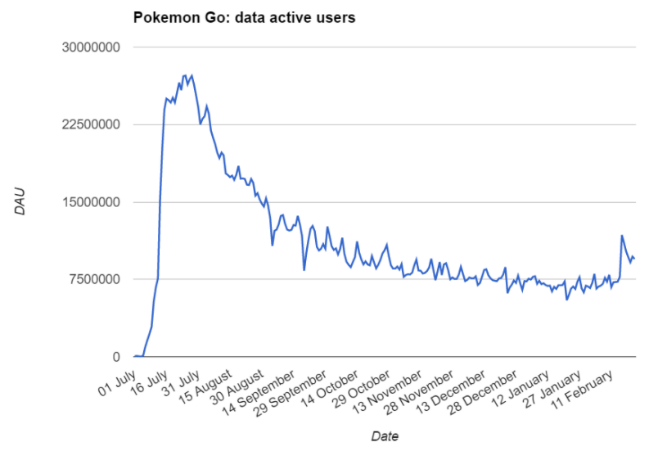 Pokemon Go: data active users
30000000
22500000
15000000
7500000
0
DAU
01 July
16 July
31 July
15 August
30 August
14 September
29 September
14 October
29 October
13 November
28 November
13 December
28 December
12 January
27 January
11 February
Date